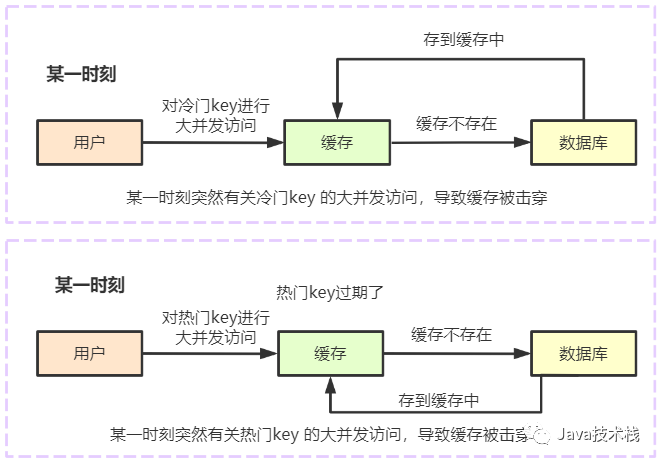 存到缓存中
某一时刻
对冷门key进行
大并发访问
缓存不存在
用户
缓存
数据库
某一时刻突然有关冷门key 的大并发访问，导致缓存被击穿
某一时刻
热门key过期了
对热门key进行
大并发访问
缓存不存在
用户
缓存
数据库
存到缓存中
某一时刻突然有关热门key 的大并发访问，导致缓存被击穿
Java技术栈